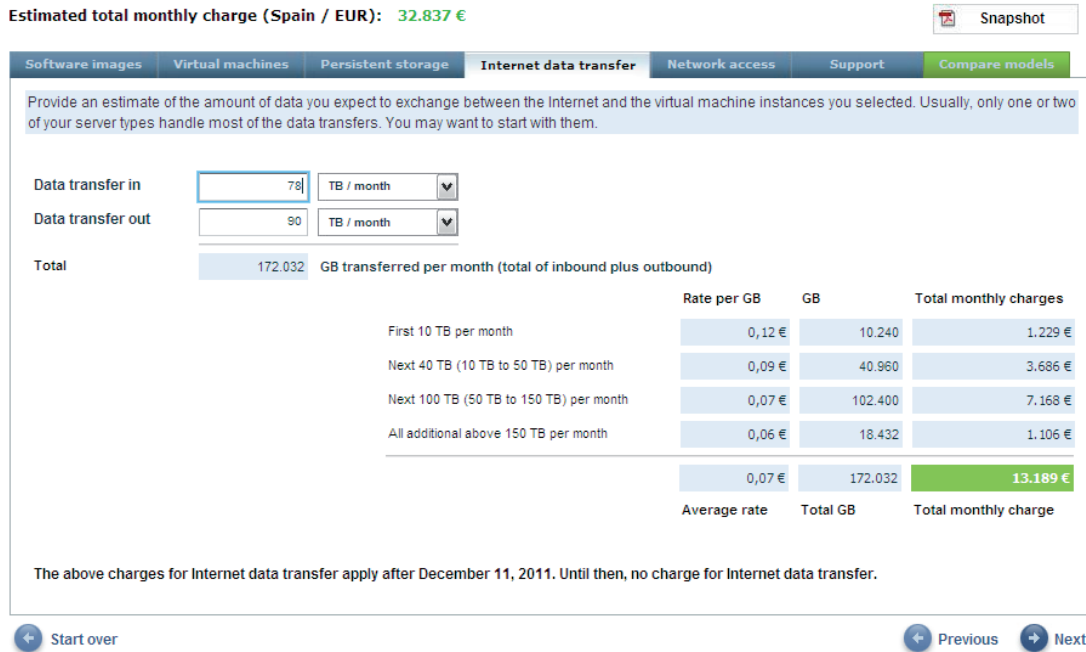 Estimated total monthly charge (Spain / EUR): 32.837 €
Snapshot
Software images Virtual machines Persistent storage Internet data transfer Network access Support Compare models
Provide an estimate of the amount of data you expect to exchange between the Internet and the virtual machine instances you selected. Usually, only one or two
of your server types handle most of the data transfers. You may want to start with them.
Data transfer in 78 TB / month
Data transfer out 90 TB / month
Total 172.032 GB transferred per month (total of inbound plus outbound)
Rate per GB GB Total monthly charges
First 10 TB per month 0,12 € 10.240 1.229 €
Next 40 TB (10 TB to 50 TB) per month 0,09 € 40.960 3.686 €
Next 100 TB (50 TB to 150 TB) per month 0,07 € 102.400 7.168 €
All additional above 150 TB per month 0,06 € 18.432 1.106 €
0,07 € 172.032 13.189 €
Average rate Total GB Total monthly charge
The above charges for Internet data transfer apply after December 11, 2011. Until then, no charge for Internet data transfer.
Start over Previous Next